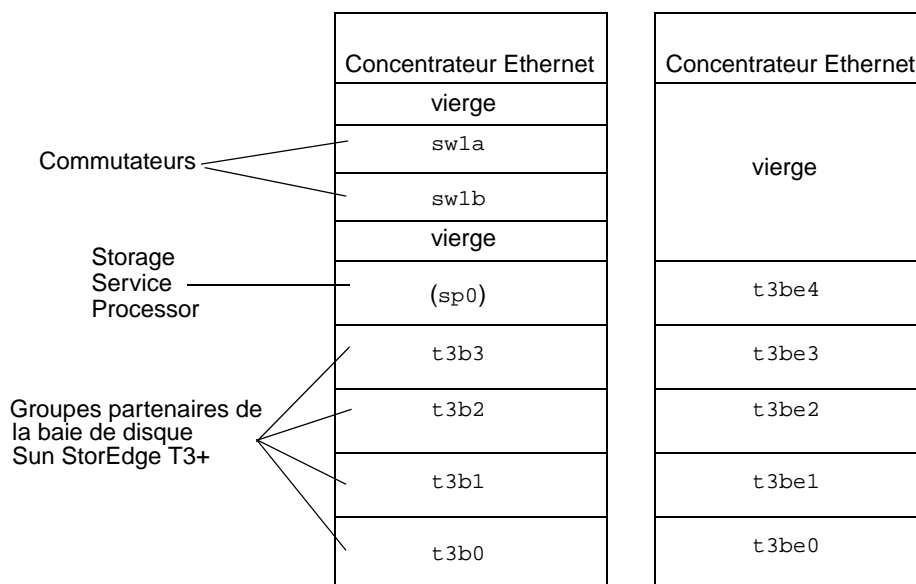 Concentrateur Ethernet
vierge
sw1a
sw1b
vierge
(sp0)
t3b3
t3b2
t3b1
t3b0
Commutateurs
Storage
Service
Processor
Groupes partenaires de
la baie de disque
Sun StorEdge T3+
Concentrateur Ethernet
vierge
t3be4
t3be3
t3be2
t3be1
t3be0